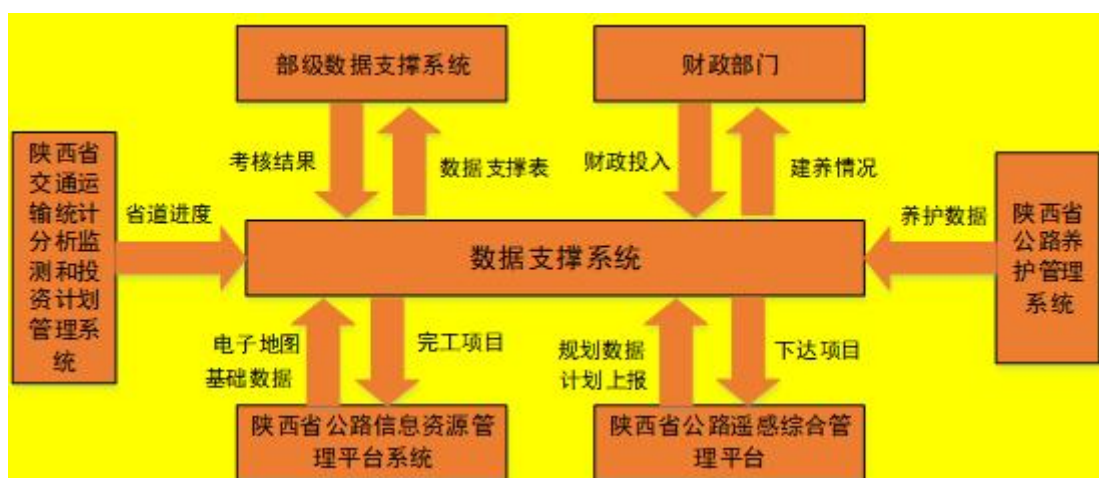 部级数据支撑系统
财政部门
考核结果
数据支撑表
财政投入
建养情况
陕西省
交通运
输统计
分析监
测和投
资计划
管理系
统
省道进度
数据支撑系统
养护数据
陕西省
公路养
护管理
系统
电子地图
基础数据
完工项目
规划数据
计划上报
下达项目
陕西省公路信息资源管
理平台系统
陕西省公路遥感综合管
理平台